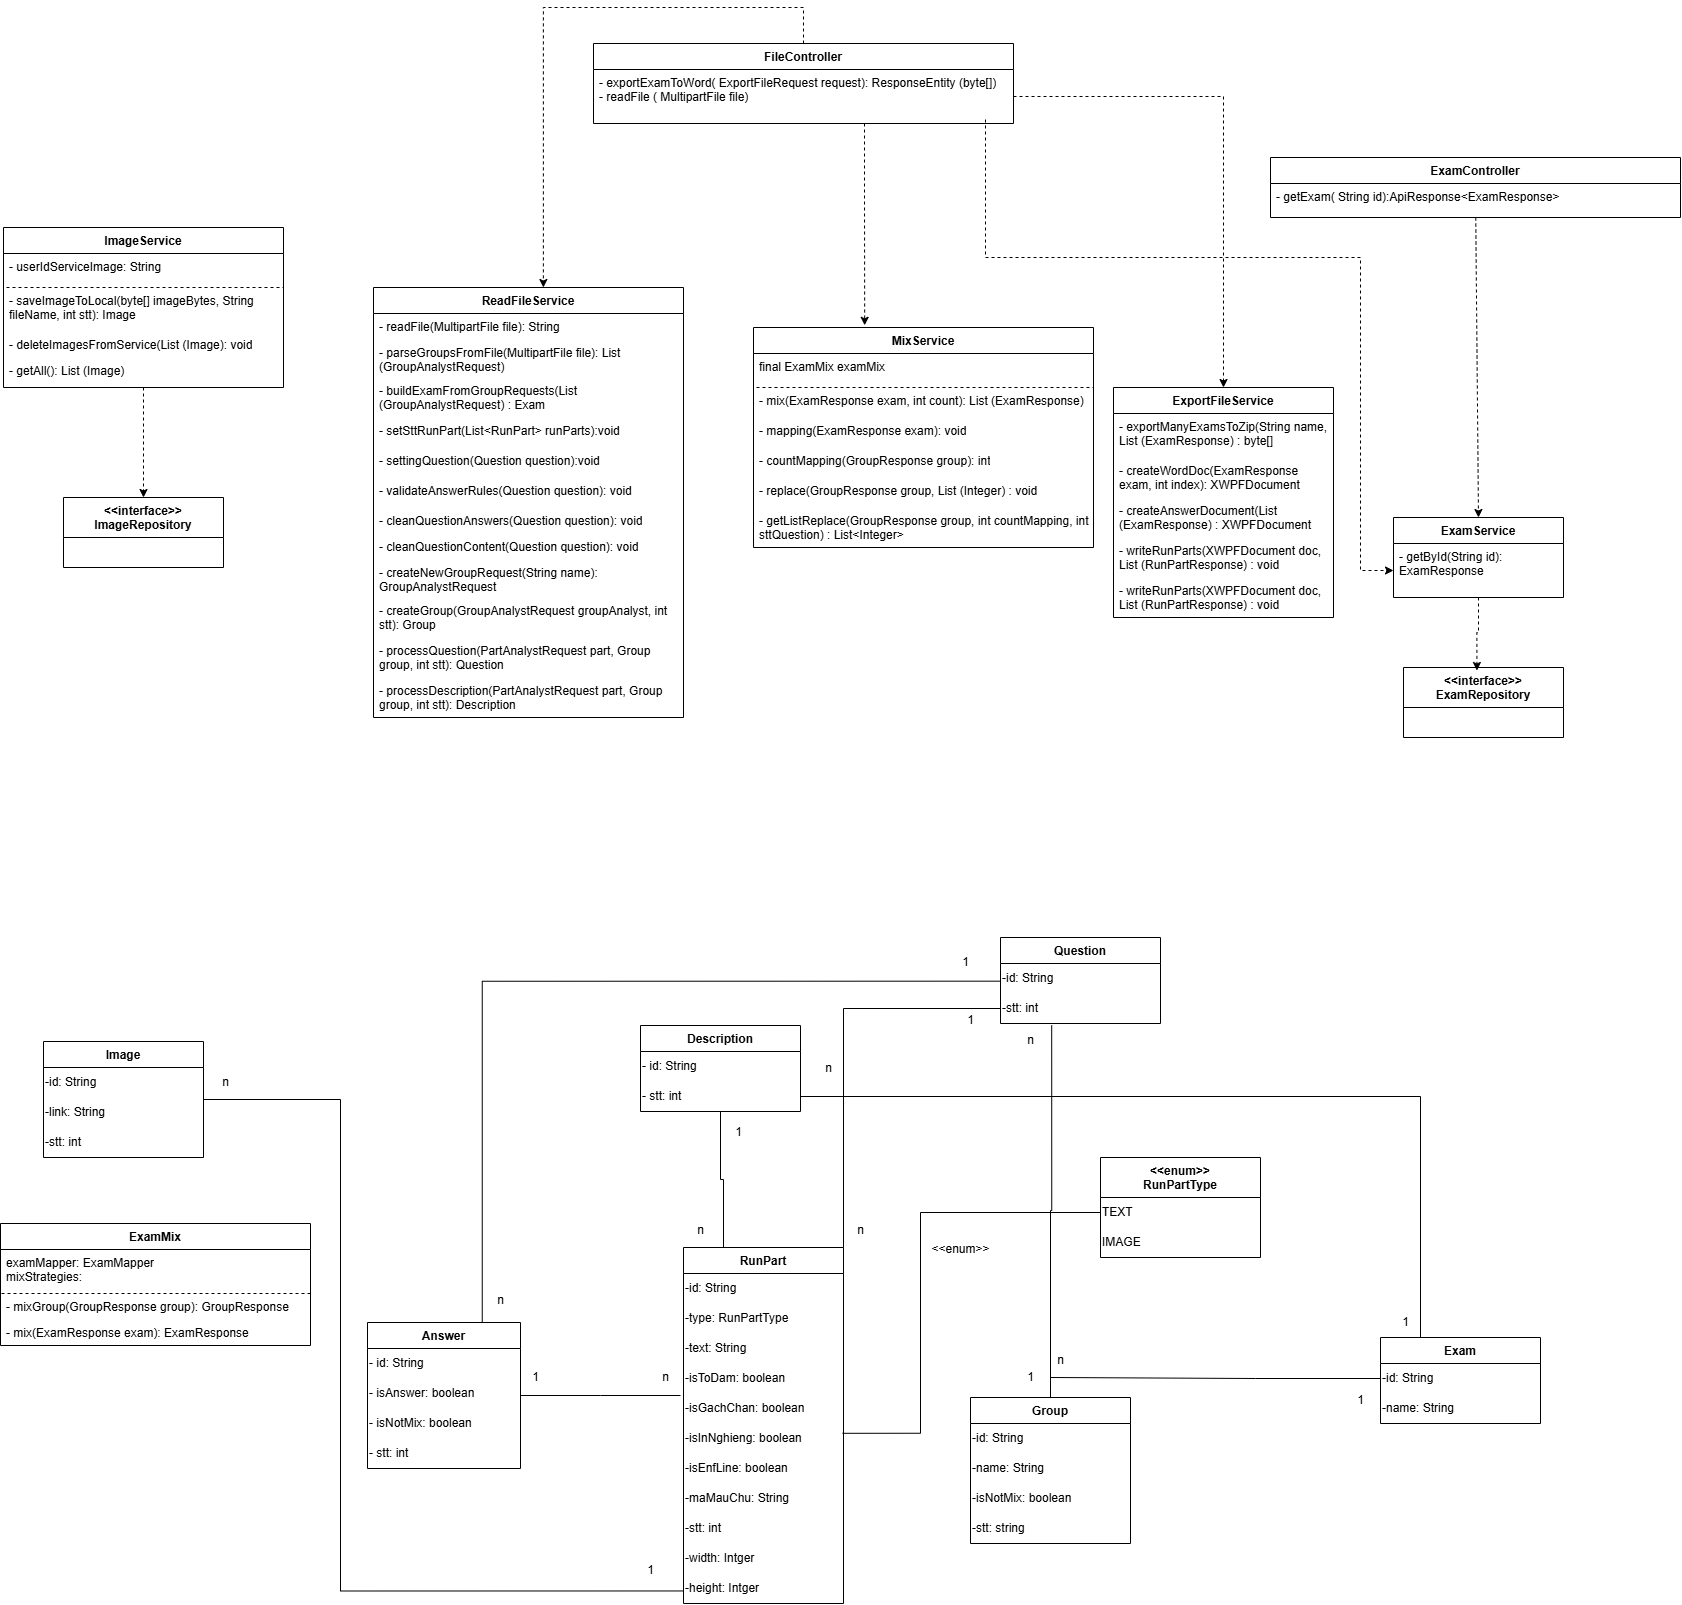 FileController
- exportExamToWord( ExportFileRequest request): ResponseEntity (byte[])
- readFile ( MultipartFile file)
ExamController
- getExam( String id):ApiResponse<ExamResponse>
ImageService
- userIdServiceImage: String
- saveImageToLocal(byte[] imageBytes, String
fileName, int stt): Image
- deleteImagesFromService(List (Image): void
- getAll(): List (Image)
<<interface>>
ImageRepository
ReadFileService
- readFile(MultipartFile file): String
- parseGroupsFromFile(MultipartFile file): List
(GroupAnalystRequest)
- buildExamFromGroupRequests(List
(GroupAnalystRequest) : Exam
- setSttRunPart(List<RunPart> runParts):void
- settingQuestion(Question question):void
- validateAnswerRules(Question question): void
- cleanQuestionAnswers(Question question): void
- cleanQuestionContent(Question question): void
- createNewGroupRequest(String name):
GroupAnalystRequest
- createGroup(GroupAnalystRequest groupAnalyst, int
stt): Group
- processQuestion(PartAnalystRequest part, Group
group, int stt): Question
- processDescription(PartAnalystRequest part, Group
group, int stt): Description
MixService
final ExamMix examMix
- mix(ExamResponse exam, int count): List (ExamResponse)
- mapping(ExamResponse exam): void
- countMapping(GroupResponse group): int
- replace(GroupResponse group, List (Integer) : void
- getListReplace(GroupResponse group, int countMapping, int
sttQuestion) : List<Integer>
ExportFileService
- exportManyExamsToZip(String name,
List (ExamResponse) : byte[]
- createWordDoc(ExamResponse
exam, int index): XWPFDocument
- createAnswerDocument(List
(ExamResponse) : XWPFDocument
- writeRunParts(XWPFDocument doc,
List (RunPartResponse) : void
- writeRunParts(XWPFDocument doc,
List (RunPartResponse) : void
ExamService
- getById(String id):
ExamResponse
<<interface>>
ExamRepository
Question
-id: String
-stt: int
1
1
n
Description
- id: String
- stt: int
n
1
Image
-id: String
-link: String
-stt: int
n
<<enum>>
RunPartType
TEXT
IMAGE
<<enum>>
ExamMix
examMapper: ExamMapper
mixStrategies:
- mixGroup(GroupResponse group): GroupResponse
- mix(ExamResponse exam): ExamResponse
n
n
RunPart
-id: String
-type: RunPartType
-text: String
-isToDam: boolean
-isGachChan: boolean
-isInNghieng: boolean
-isEnfLine: boolean
-maMauChu: String
-stt: int
-width: Intger
-height: Intger
n
Answer
- id: String
- isAnswer: boolean
- isNotMix: boolean
- stt: int
1
n
1
1
Exam
-id: String
-name: String
n
1
1
Group
-id: String
-name: String
-isNotMix: boolean
-stt: string